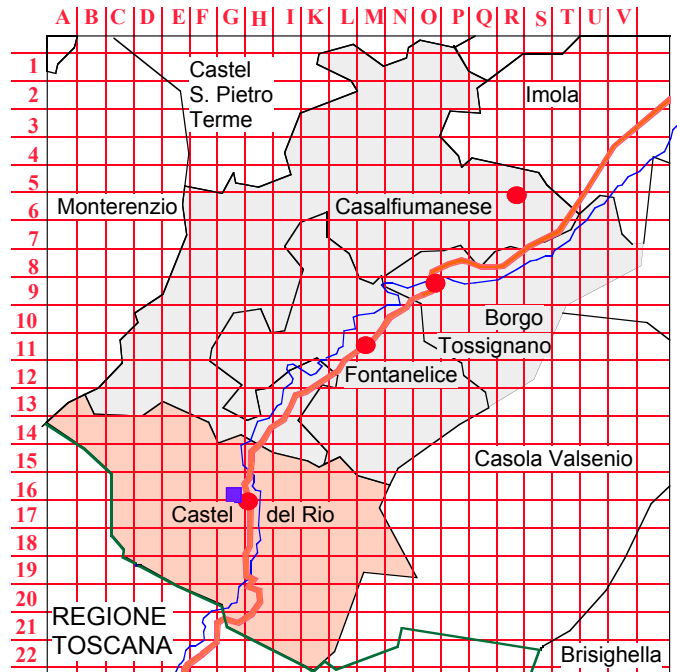 A B C D E F G H I K L M N O P Q R S T U V
1
Castel
S. Pietro
Terme
2
Imola
3
4
5
6
Monterenzio
Casalfiumanese
7
8
9
10
Borgo
11
Tossignano
12
Fontanelice
13
14
15
Casola Valsenio
16
17
Castel del Rio
18
19
20
REGIONE
21
TOSCANA
22
Brisighella